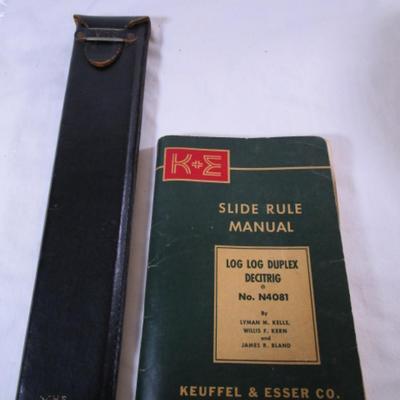 K+E
SLIDE RULE
MANUAL
LOG LOG DUPLEX
DECITRIG
®
No. N4081
By
LYMAN M. KELLS,
WILLIS F. KERN
and
JAMES R. BLAND
KEUFFEL & ESSER CO.